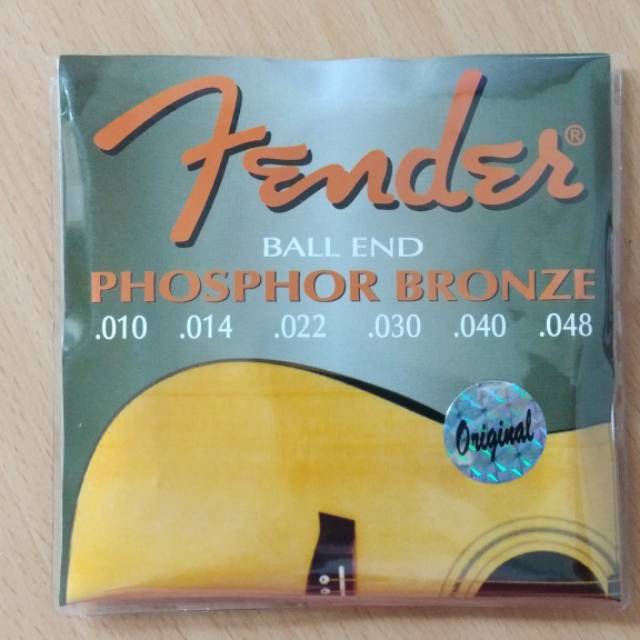 Fender®
BALL END
PHOSPHOR BRONZE
.010 .014 .022 .030 .040 .048
Original